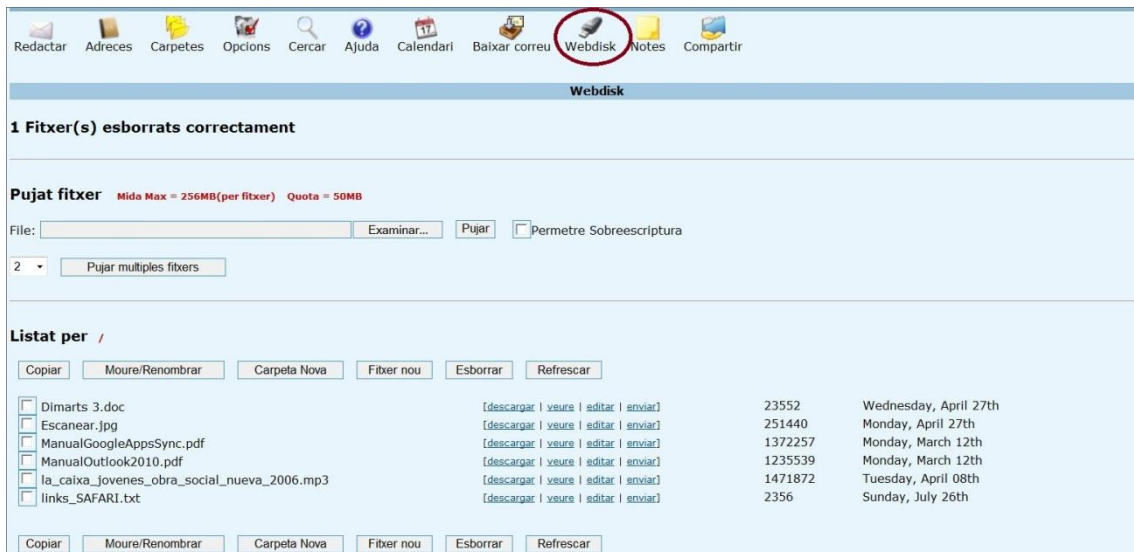 Redactar Adreces Carpetes Opcions Cercar Ajuda Calendari Baixar correu Webdisk Notes Compartir
Webdisk
1 Fitxer(s) esborrats correctament
Pujat fitxer Mida Max = 256MB(per fitxer) Quota = 50MB
File: Examinar... Pujar Permetre Sobreescriptura
2 Pujar multiples fitxers
Listat per /
Copiar Moure/Renombrar Carpeta Nova Fitxer nou Esborrar Refrescar
Dimarts 3.doc [descargar | veure | editar | enviar] 23552 Wednesday, April 27th
Escanear.jpg [descargar | veure | editar | enviar] 251440 Monday, April 27th
ManualGoogleAppsSync.pdf [descargar | veure | editar | enviar] 1372257 Monday, March 12th
ManualOutlook2010.pdf [descargar | veure | editar | enviar] 1235539 Monday, March 12th
la_caixa_jovenes_obra_social_nueva_2006.mp3 [descargar | veure | editar | enviar] 1471872 Tuesday, April 08th
links_SAFARI.txt [descargar | veure | editar | enviar] 2356 Sunday, July 26th
Copiar Moure/Renombrar Carpeta Nova Fitxer nou Esborrar Refrescar